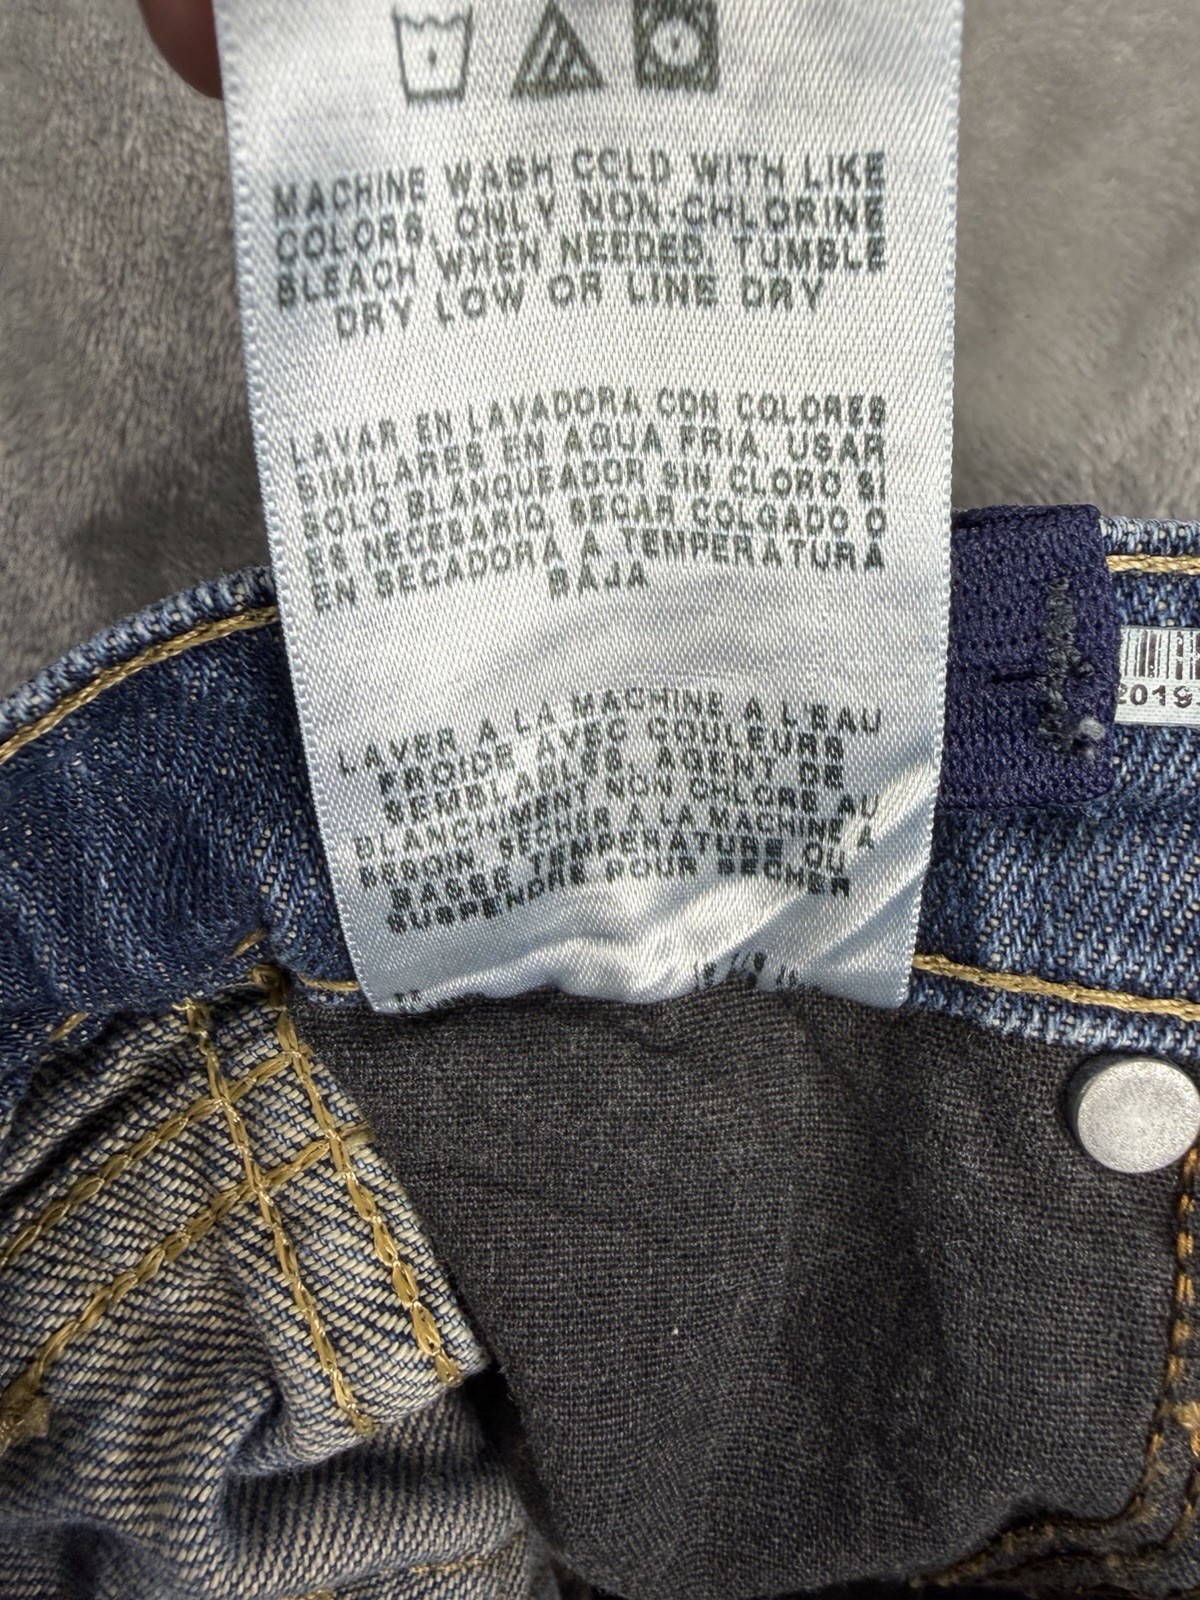 MACHINE WASH COLD WITH LIKE
COLORS, ONLY NON-CHLORINE
BLEACH WHEN NEEDED, TUMBLE
DRY LOW OR LINE DRY
LAVAR EN LAVADORA CON COLORES
SIMILARES EN AGUA FRIA, USAR
SOLO BLANQUEADOR SIN CLORO SI
ES NECESARIO, SECAR COLGADO O
EN SECADORA A TEMPERATURA
BAJA
LAVER A LA MACHINE A L'EAU
FROIDE AVEC COULEURS
SEMBLABLES, AGENT DE
BLANCHIMENT NON CHLORE AU
BESOIN, SECHER A LA MACHINE A
BASSE TEMPERATURE OU
SUSPENDRE POUR SECHER
2019